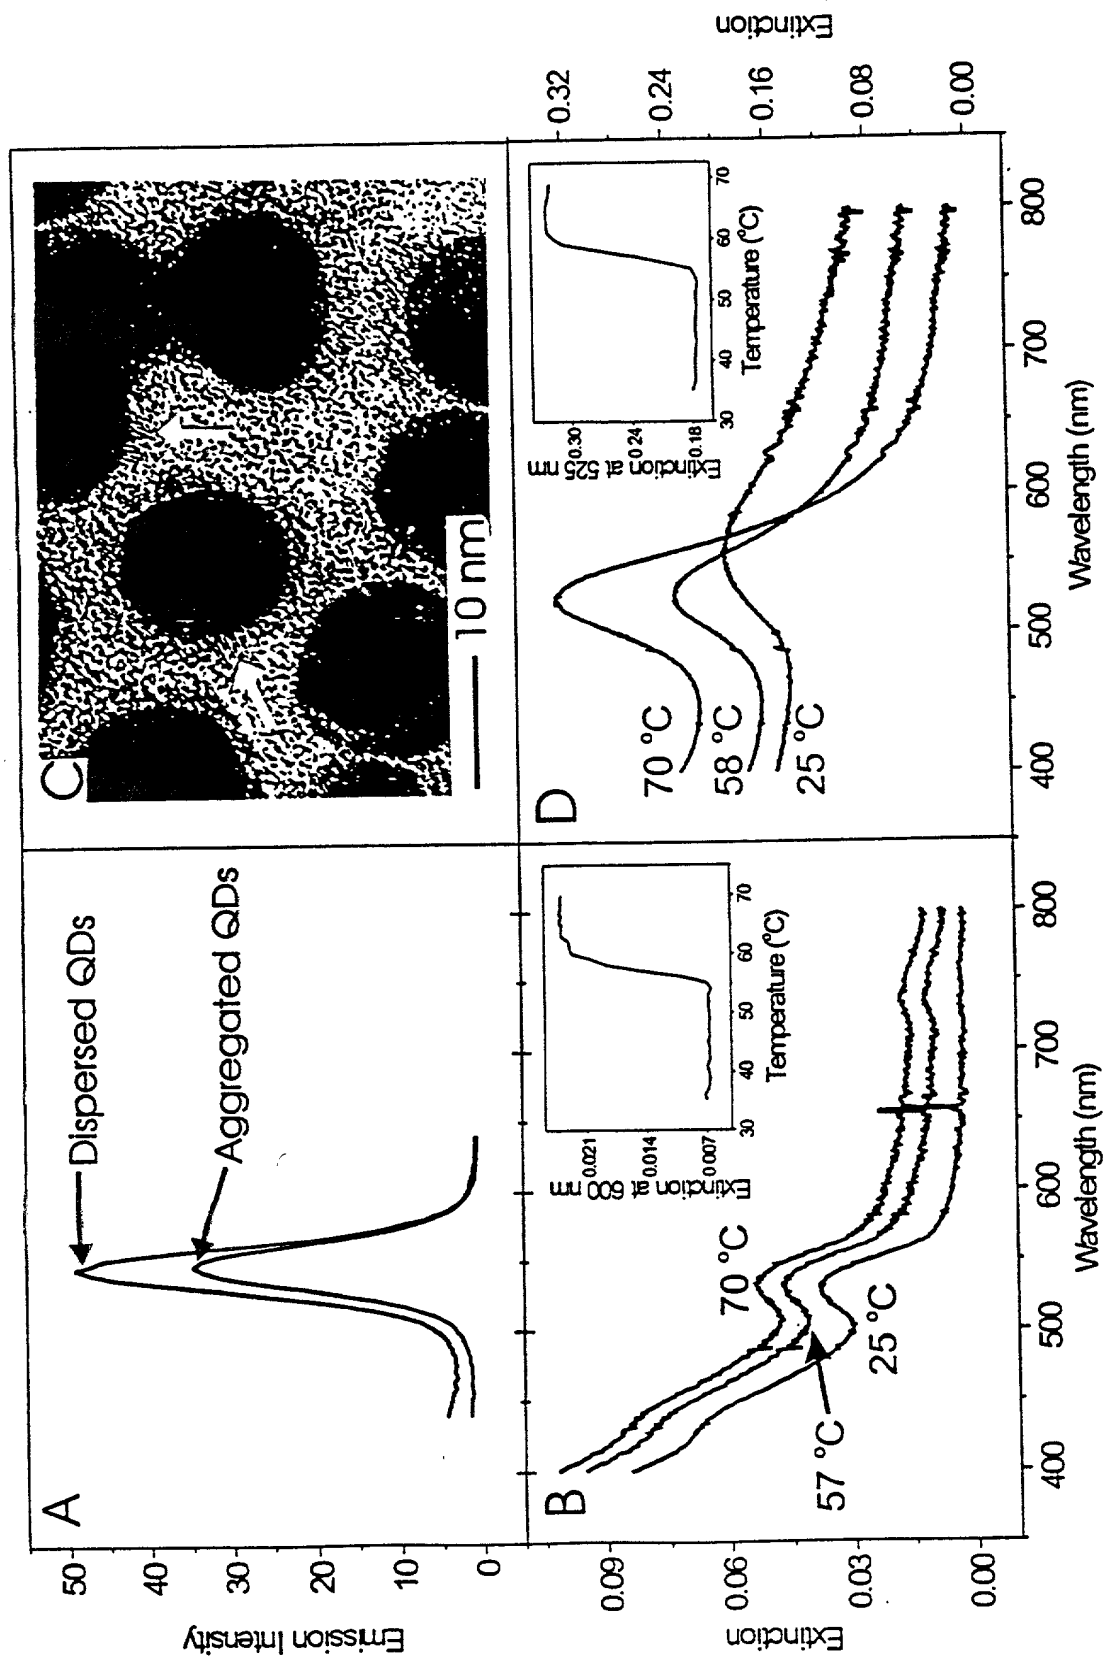 A
Dispersed QDs
Aggregated QDs
50
40
30
20
10
0
Emission Intensity
C
10 nm
B
70 °C
57 °C
25 °C
0.09
0.06
0.03
0.00
Extinction
400
500
600
700
800
Wavelength (nm)
Extinction at 600 nm
0.021
0.014
0.007
30
40
50
60
70
Temperature (°C)
D
70 °C
58 °C
25 °C
400
500
600
700
800
Wavelength (nm)
0.32
0.24
0.16
0.08
0.00
Extinction
Extinction at 525 nm
0.30
0.24
0.18
30
40
50
60
70
Temperature (°C)